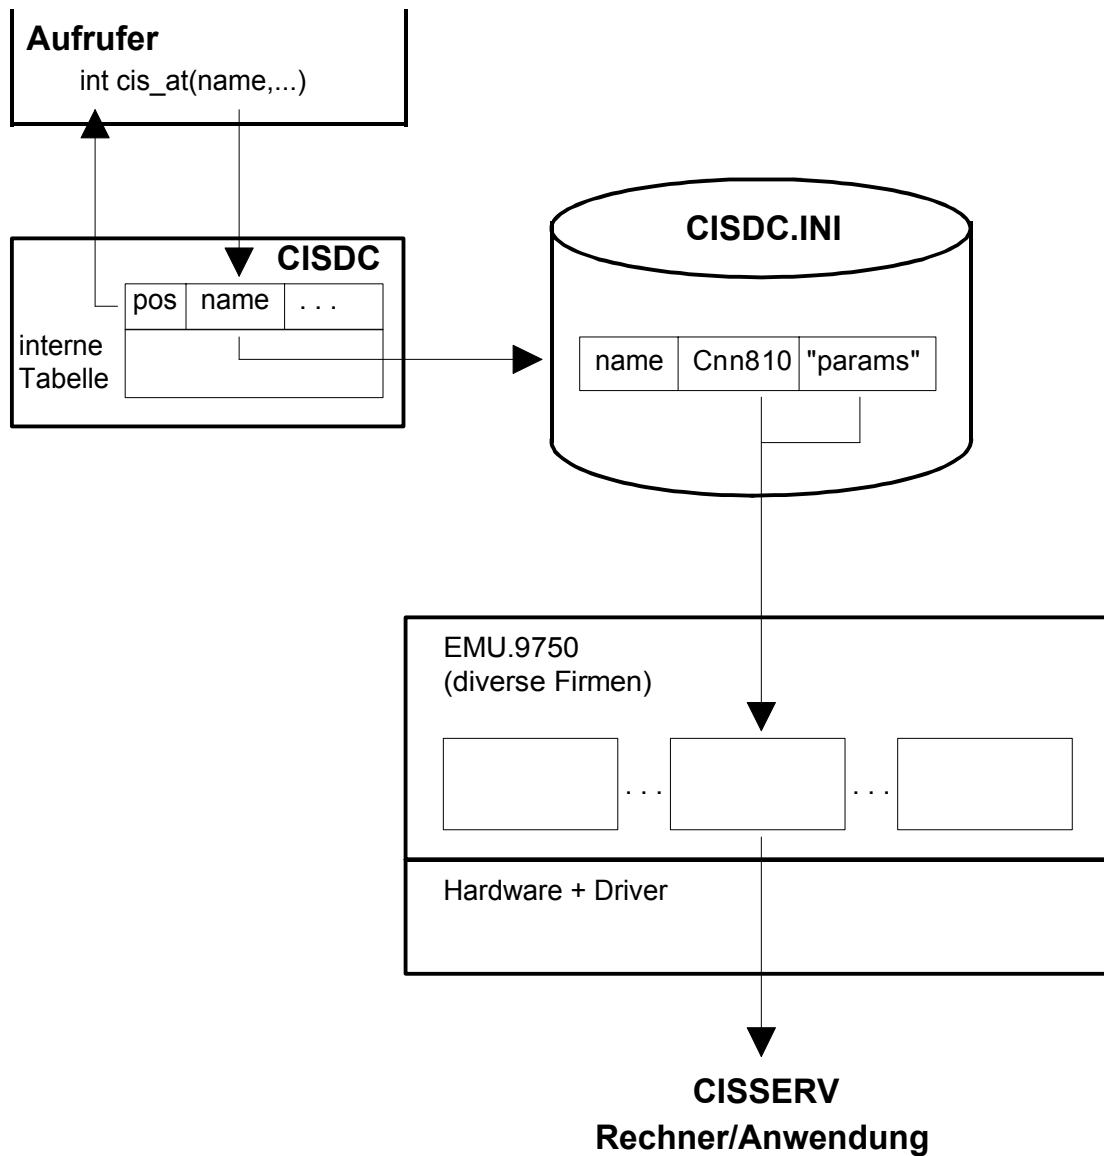 Aufrufer
int cis_at(name,...)
CISDC
pos name . . .
interne
Tabelle
CISDC.INI
name Cnn810 "params"
EMU.9750
(diverse Firmen)
. . . . . .
Hardware + Driver
CISSERV
Rechner/Anwendung